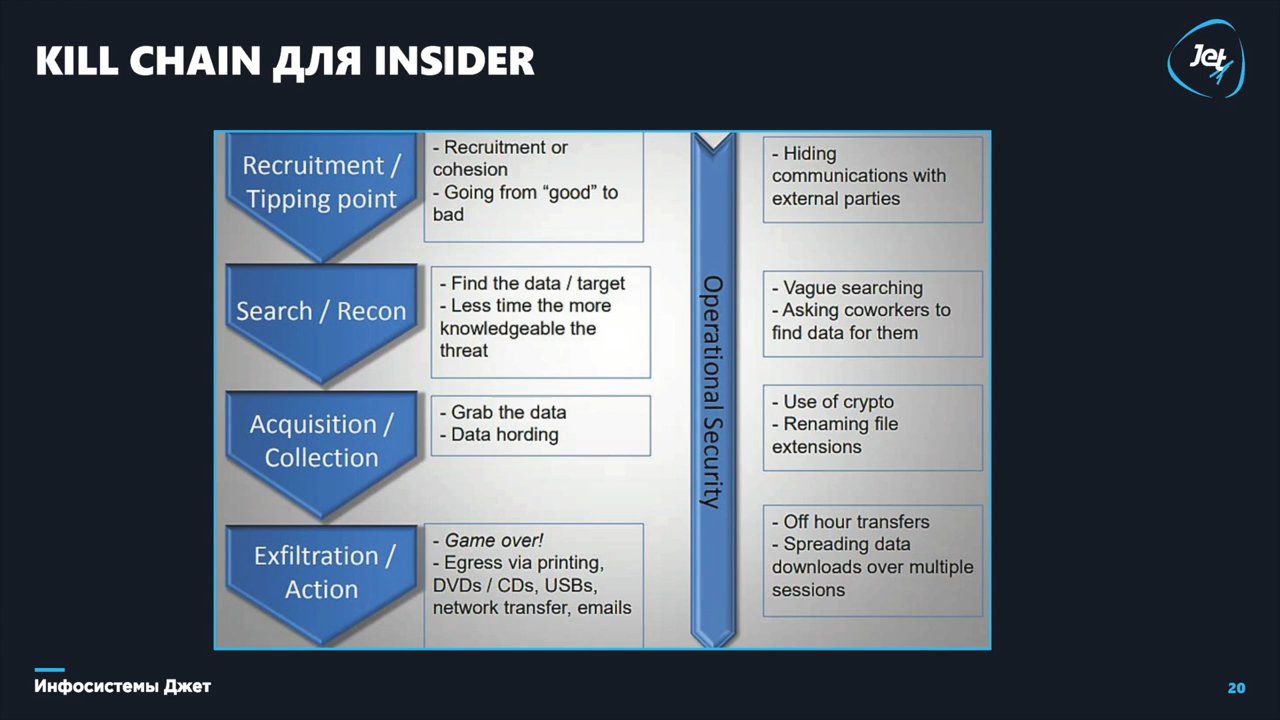 KILL CHAIN ДЛЯ INSIDER
Jet
Recruitment /
Tipping point
- Recruitment or
cohesion
- Going from “good” to
bad
- Hiding
communications with
external parties
Search / Recon
- Find the data / target
- Less time the more
knowledgeable the
threat
- Vague searching
- Asking coworkers to
find data for them
Operational Security
Acquisition /
Collection
- Grab the data
- Data hording
- Use of crypto
- Renaming file
extensions
Exfiltration /
Action
- Game over!
- Egress via printing,
DVDs / CDs, USBs,
network transfer, emails
- Off hour transfers
- Spreading data
downloads over multiple
sessions
Инфосистемы Джет
20